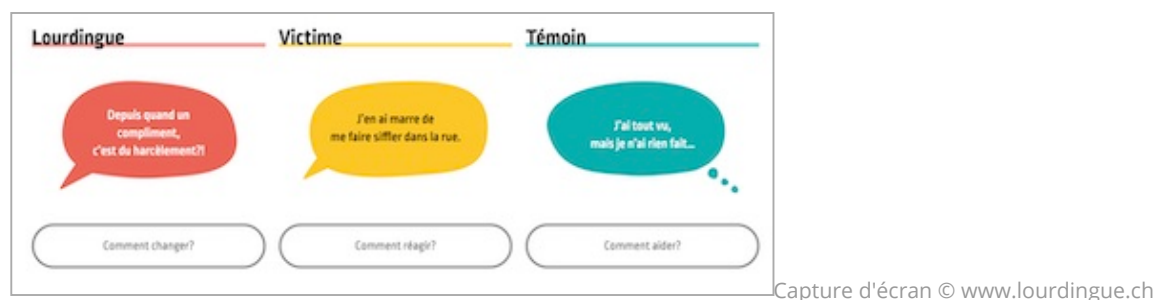 Lourdingue
Victime
Témoin
Depuis quand un
compliment,
c'est du harcèlement?!
J'en ai marre de
me faire siffler dans la rue.
J'ai tout vu,
mais je n'ai rien fait...
Comment changer?
Comment réagir?
Comment aider?
Capture d'écran © www.lourdingue.ch